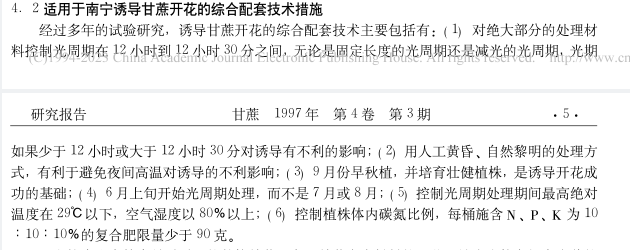 4．2 适用于南宁诱导甘蔗开花的综合配套技术措施
经过多年的试验研究，诱导甘蔗开花的综合配套技术主要包括有：(1) 对绝大部分的处理材
料控制光周期在 12 小时到 12 小时 30 分之间，无论是固定长度的光周期还是减光的光周期，光期
(C)1994-2023 China Academic Journal Electronic Publishing House. All rights reserved. http://www.cn
研究报告 甘蔗 1997 年 第 4 卷 第 3 期 ·5·
如果少于 12 小时或大于 12 小时 30 分对诱导有不利的影响；(2) 用人工黄昏、自然黎明的处理方
式，有利于避免夜间高温对诱导的不利影响；(3) 9 月份早秋植，并培育壮健植株，是诱导开花成
功的基础；(4) 6 月上旬开始光周期处理，而不是 7 月或 8 月；(5) 控制光周期处理期间最高绝对
温度在 29℃以下，空气湿度以 80%以上；(6) 控制植株体内碳氮比例，每桶施含 N、P、K 为 10
：10：10%的复合肥限量少于 90 克。